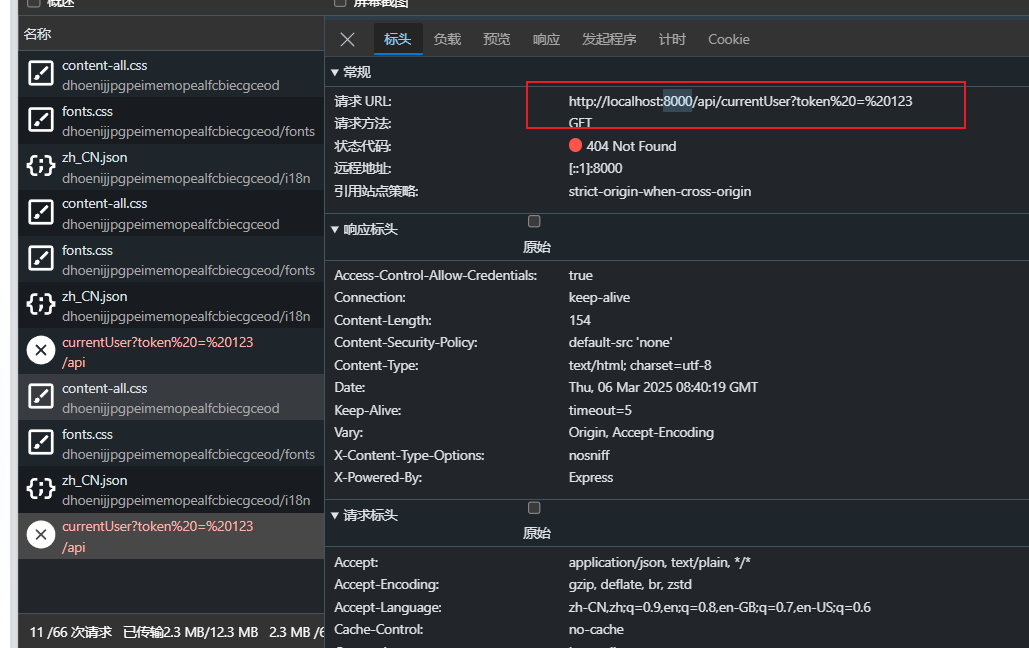 概述
屏幕截图
名称
标头 负载 预览 响应 发起程序 计时 Cookie
content-all.css
dhoenijjpgpeimemopealfcbiecgceod
fonts.css
dhoenijjpgpeimemopealfcbiecgceod/fonts
zh_CN.json
dhoenijjpgpeimemopealfcbiecgceod/i18n
content-all.css
dhoenijjpgpeimemopealfcbiecgceod
fonts.css
dhoenijjpgpeimemopealfcbiecgceod/fonts
zh_CN.json
dhoenijjpgpeimemopealfcbiecgceod/i18n
currentUser?token%20=%20123
/api
content-all.css
dhoenijjpgpeimemopealfcbiecgceod
fonts.css
dhoenijjpgpeimemopealfcbiecgceod/fonts
zh_CN.json
dhoenijjpgpeimemopealfcbiecgceod/i18n
currentUser?token%20=%20123
/api
11 /66 次请求 已传输2.3 MB/12.3 MB 2.3 MB /6
▼ 常规
请求 URL: http://localhost:8000/api/currentUser?token%20=%20123
请求方法: GET
状态代码: 404 Not Found
远程地址: [::1]:8000
引用站点策略: strict-origin-when-cross-origin
▼ 响应标头
原始
Access-Control-Allow-Credentials: true
Connection: keep-alive
Content-Length: 154
Content-Security-Policy: default-src 'none'
Content-Type: text/html; charset=utf-8
Date: Thu, 06 Mar 2025 08:40:19 GMT
Keep-Alive: timeout=5
Vary: Origin, Accept-Encoding
X-Content-Type-Options: nosniff
X-Powered-By: Express
▼ 请求标头
原始
Accept: application/json, text/plain, */*
Accept-Encoding: gzip, deflate, br, zstd
Accept-Language: zh-CN,zh;q=0.9,en;q=0.8,en-GB;q=0.7,en-US;q=0.6
Cache-Control: no-cache